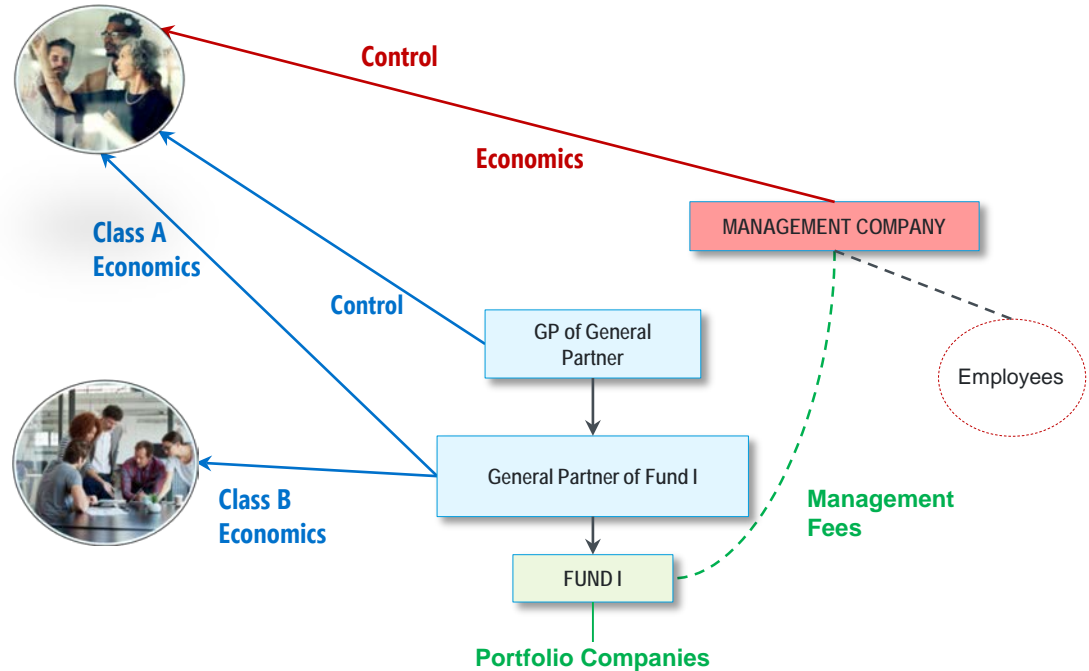 Control
Economics
MANAGEMENT COMPANY
Class A
Economics
Control
GP of General
Partner
Employees
General Partner of Fund I
Class B
Economics
Management
Fees
FUND I
Portfolio Companies